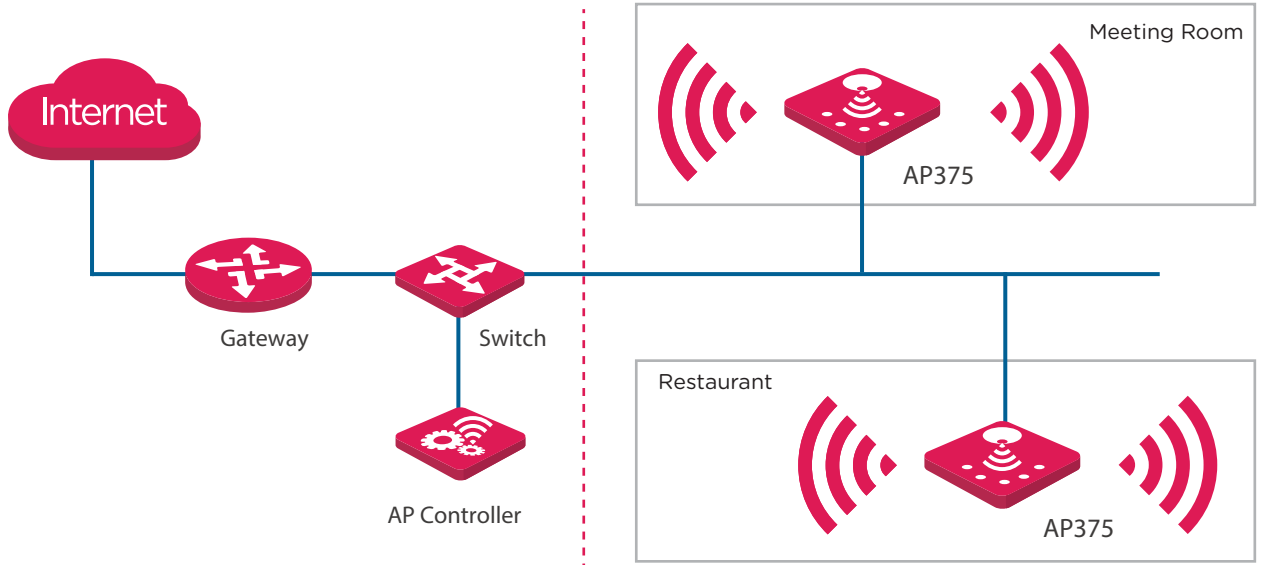 Internet
Gateway
Switch
AP Controller
Meeting Room
AP375
Restaurant
AP375